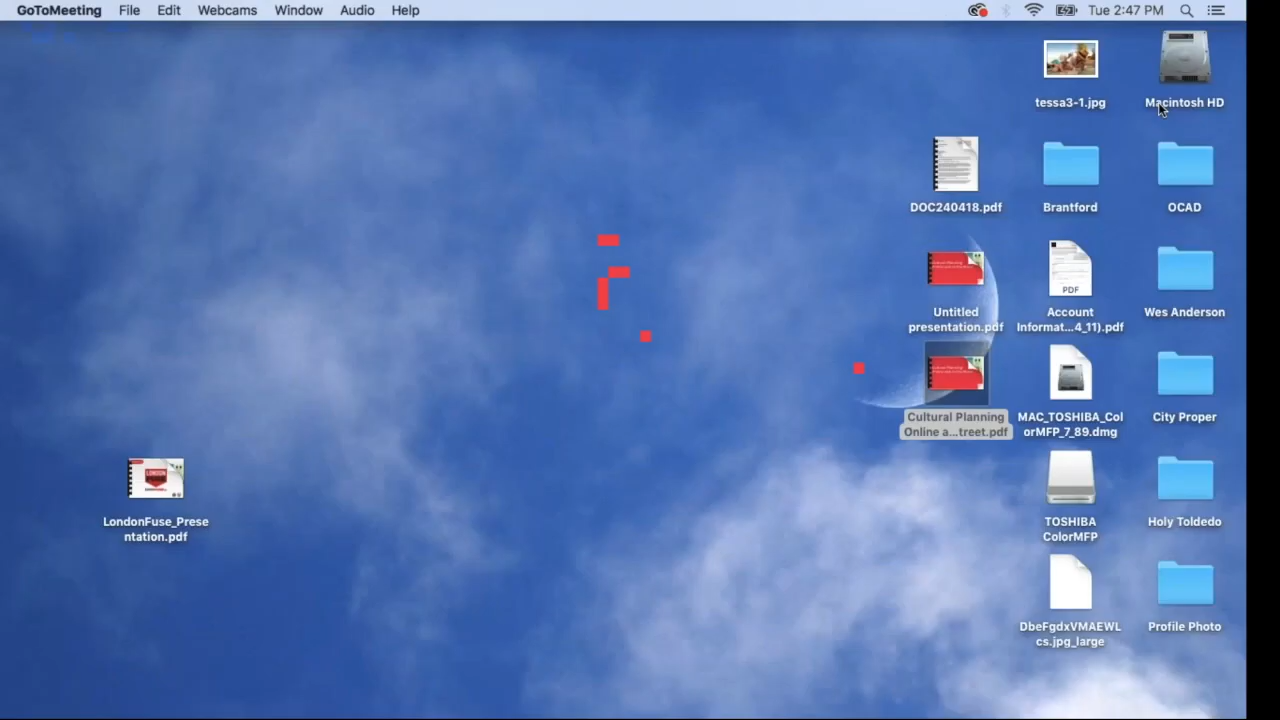 GoToMeeting File Edit Webcams Window Audio Help Tue 2:47 PM
tessa3-1.jpg
Macintosh HD
DOC240418.pdf
Brantford
OCAD
Untitled
presentation.pdf
Account
Informat...4_11).pdf
Wes Anderson
PDF
Cultural Planning
Online a...treet.pdf
MAC_TOSHIBA_Col
orMFP_7_89.dmg
City Proper
LondonFuse_Prese
ntation.pdf
TOSHIBA
ColorMFP
Holy Toldedo
DbeFgdxVMAEWL
cs.jpg_large
Profile Photo